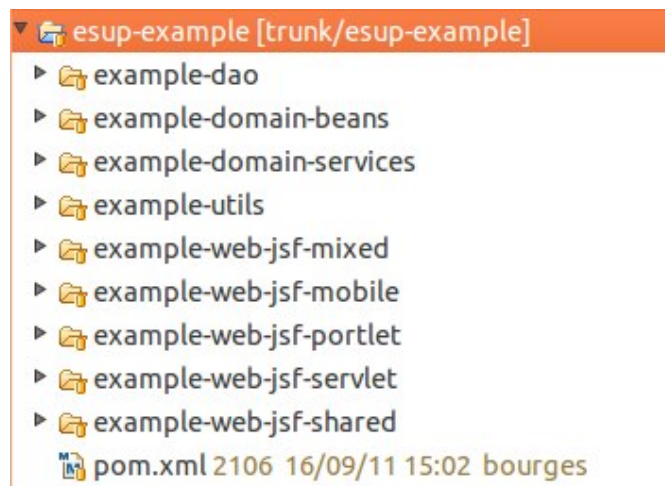 esup-example [trunk/esup-example]
example-dao
example-domain-beans
example-domain-services
example-utils
example-web-jsf-mixed
example-web-jsf-mobile
example-web-jsf-portlet
example-web-jsf-servlet
example-web-jsf-shared
pom.xml 2106 16/09/11 15:02 bourges